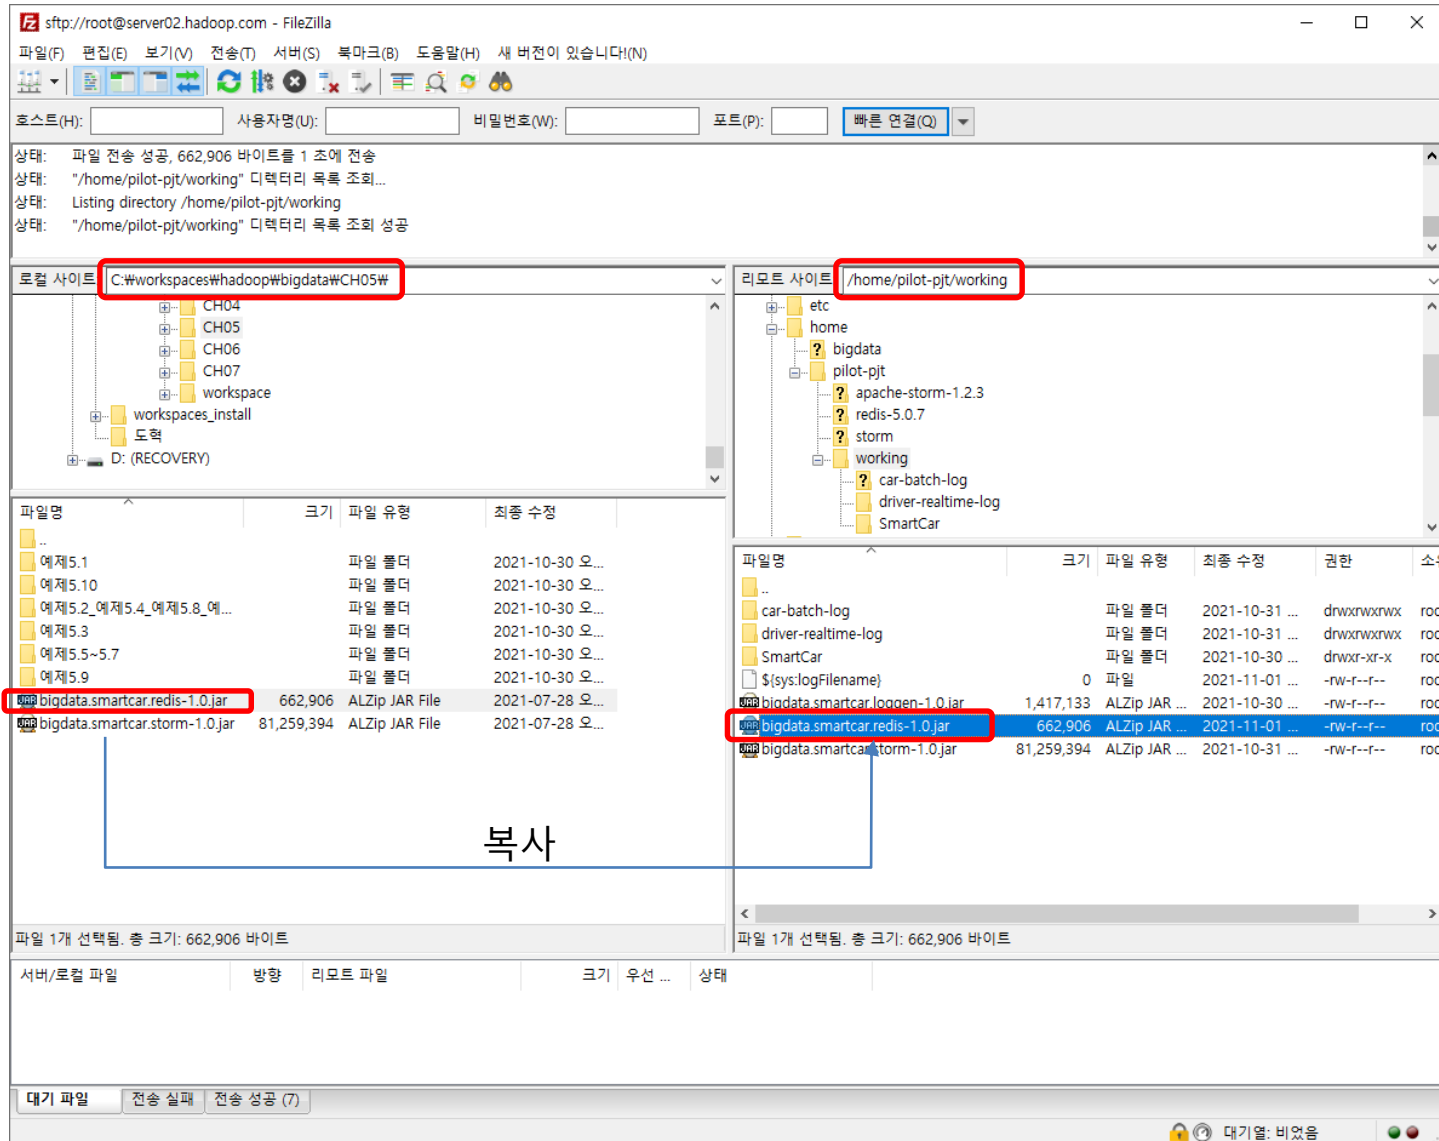 sftp://root@server02.hadoop.com - FileZilla
파일(F) 편집(E) 보기(V) 전송(T) 서버(S) 북마크(B) 도움말(H) 새 버전이 있습니다!(N)
호스트(H): 사용자명(U): 비밀번호(W): 포트(P): 빠른 연결(Q)
상태: 파일 전송 성공, 662,906 바이트를 1 초에 전송
상태: "/home/pilot-pjt/working" 디렉터리 목록 조회...
상태: Listing directory /home/pilot-pjt/working
상태: "/home/pilot-pjt/working" 디렉터리 목록 조회 성공
로컬 사이트: C:₩workspaces₩hadoop₩bigdata₩CH05₩
CH04
CH05
CH06
CH07
workspace
workspaces_install
도혁
D: (RECOVERY)
파일명 크기 파일 유형 최종 수정
..
예제5.1 파일 폴더 2021-10-30 오...
예제5.10 파일 폴더 2021-10-30 오...
예제5.2_예제5.4_예제5.8_예... 파일 폴더 2021-10-30 오...
예제5.3 파일 폴더 2021-10-30 오...
예제5.5~5.7 파일 폴더 2021-10-30 오...
예제5.9 파일 폴더 2021-10-30 오...
bigdata.smartcar.redis-1.0.jar 662,906 ALZip JAR File 2021-07-28 오...
bigdata.smartcar.storm-1.0.jar 81,259,394 ALZip JAR File 2021-07-28 오...
파일 1개 선택됨. 총 크기: 662,906 바이트
리모트 사이트: /home/pilot-pjt/working
etc
home
? bigdata
pilot-pjt
? apache-storm-1.2.3
? redis-5.0.7
? storm
working
? car-batch-log
driver-realtime-log
SmartCar
파일명 크기 파일 유형 최종 수정 권한 소
..
car-batch-log 파일 폴더 2021-10-31 ... drwxrwxrwx roo
driver-realtime-log 파일 폴더 2021-10-31 ... drwxrwxrwx roo
SmartCar 파일 폴더 2021-10-30 ... drwxr-xr-x roo
${sys:logFilename} 0 파일 2021-11-01 ... -rw-r--r-- roo
bigdata.smartcar.loggen-1.0.jar 1,417,133 ALZip JAR ... 2021-10-30 ... -rw-r--r-- roo
bigdata.smartcar.redis-1.0.jar 662,906 ALZip JAR ... 2021-11-01 ... -rw-r--r-- roo
bigdata.smartcar.storm-1.0.jar 81,259,394 ALZip JAR ... 2021-10-31 ... -rw-r--r-- roo
파일 1개 선택됨. 총 크기: 662,906 바이트
복사
서버/로컬 파일 방향 리모트 파일 크기 우선 ... 상태
대기 파일 전송 실패 전송 성공 (7)
대기열: 비었음